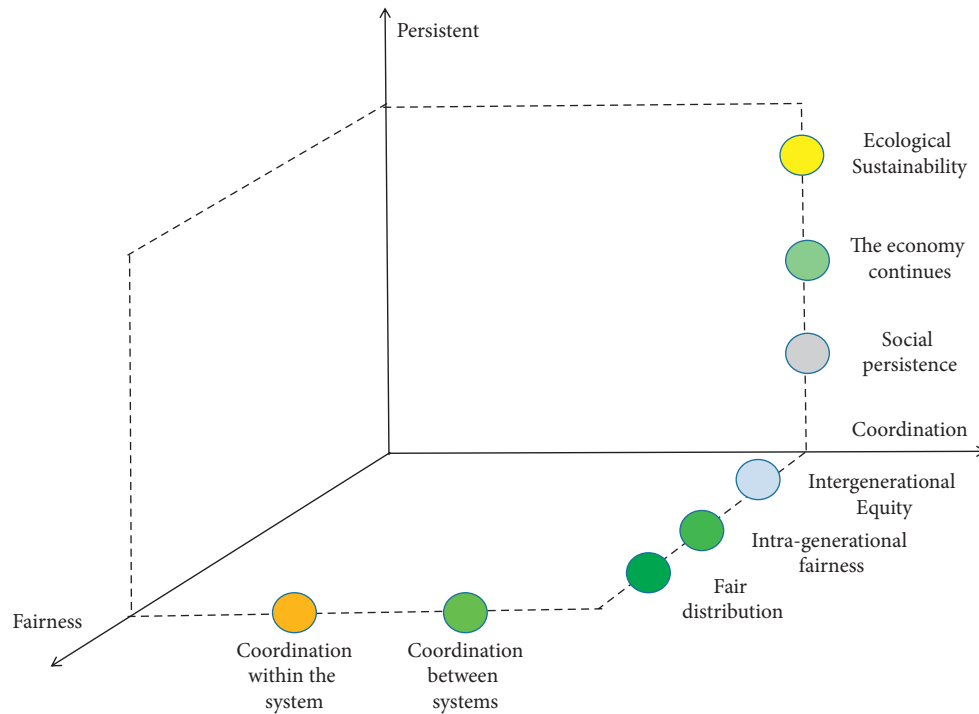 Persistent
Ecological
Sustainability
The economy
continues
Social
persistence
Coordination
Intergenerational
Equity
Intra-generational
fairness
Fair
distribution
Fairness
Coordination
within the
system
Coordination
between
systems